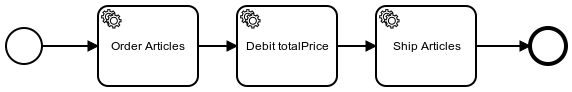 Order Articles
Debit totalPrice
Ship Articles